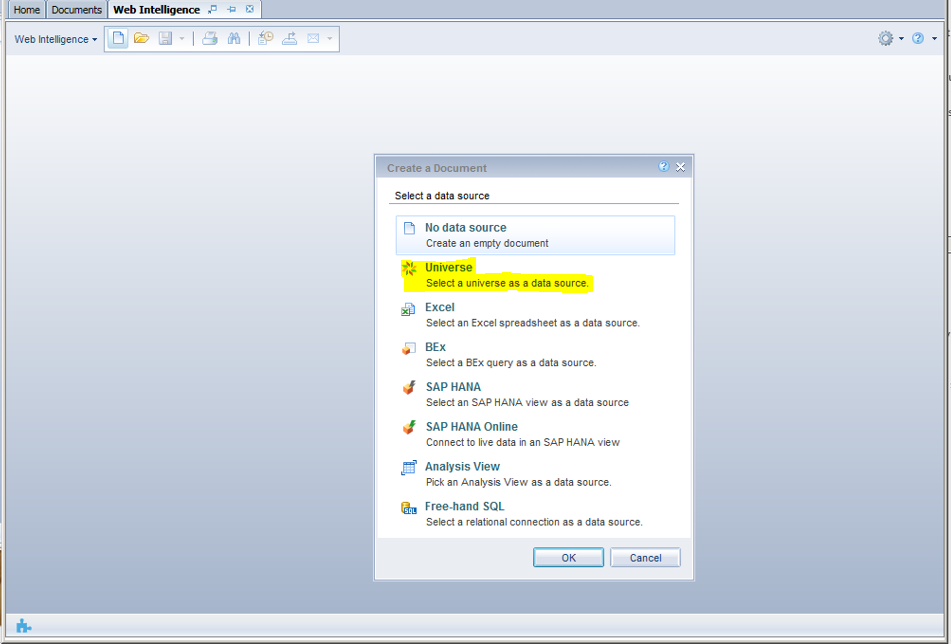 Home Documents Web Intelligence
Web Intelligence
Create a Document
Select a data source
No data source
Create an empty document
Universe
Select a universe as a data source.
Excel
Select an Excel spreadsheet as a data source.
BEx
Select a BEx query as a data source.
SAP HANA
Select an SAP HANA view as a data source
SAP HANA Online
Connect to live data in an SAP HANA view
Analysis View
Pick an Analysis View as a data source.
Free-hand SQL
Select a relational connection as a data source.
OK Cancel